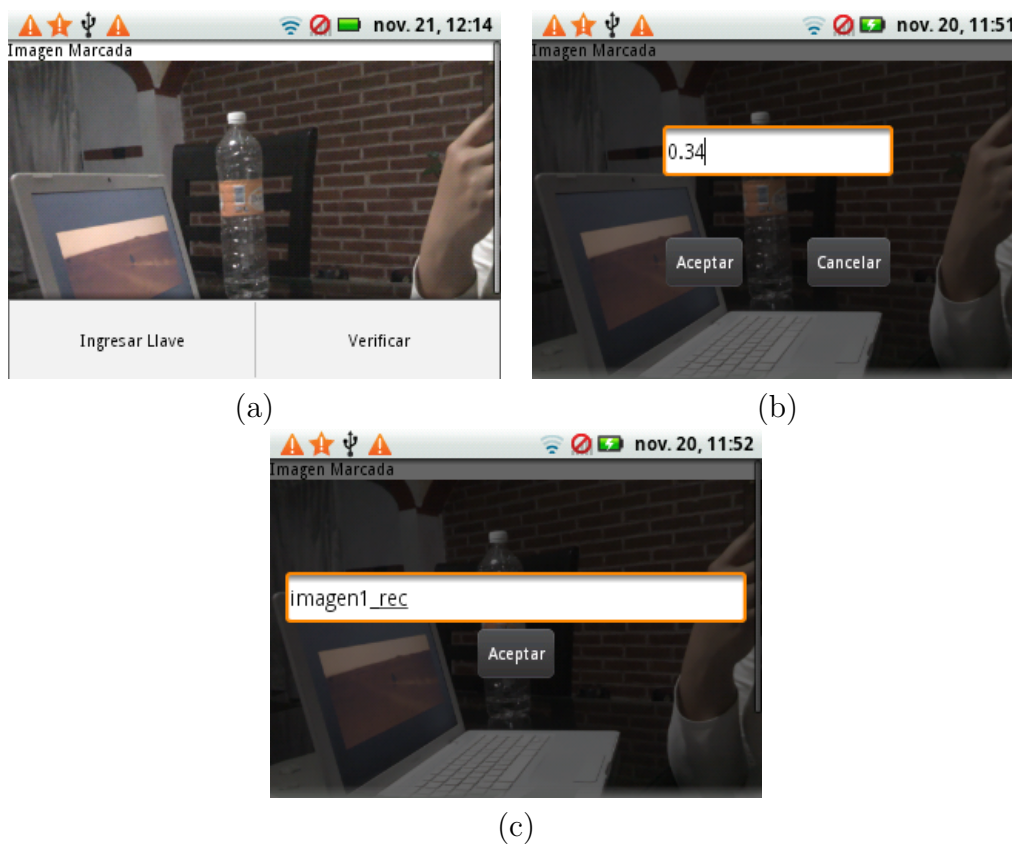 nov. 21, 12:14
Imagen Marcada
Ingresar Llave
Verificar
(a)
nov. 20, 11:51
Imagen Marcada
0.34
Aceptar
Cancelar
(b)
nov. 20, 11:52
Imagen Marcada
imagen1_rec
Aceptar
(c)